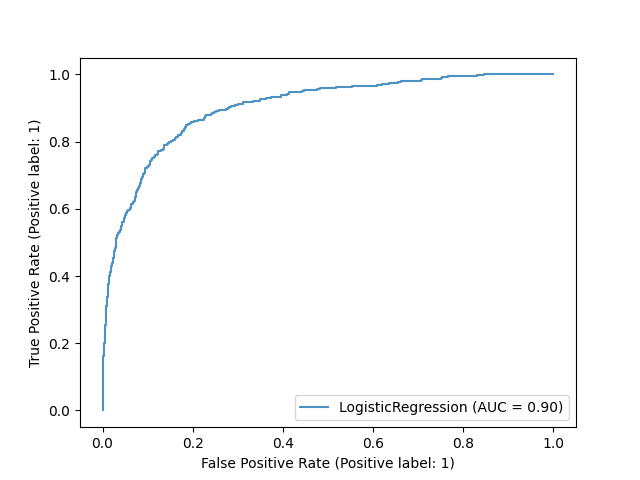 1.0
0.8
0.6
0.4
0.2
0.0
True Positive Rate (Positive label: 1)
LogisticRegression (AUC = 0.90)
0.0 0.2 0.4 0.6 0.8 1.0
False Positive Rate (Positive label: 1)